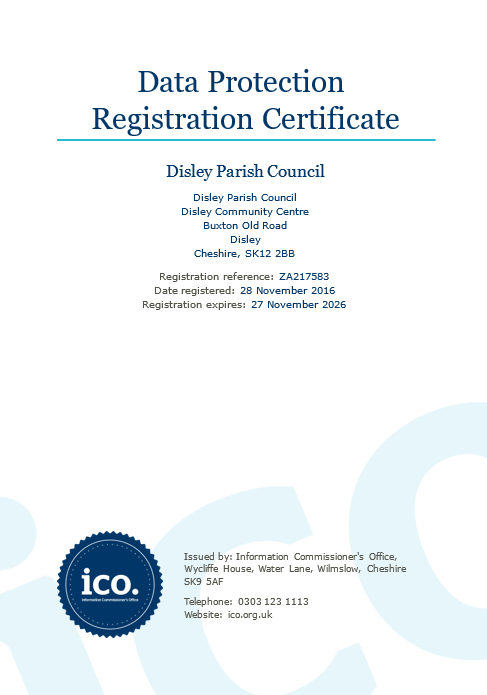 Data Protection
Registration Certificate
Disley Parish Council
Disley Parish Council
Disley Community Centre
Buxton Old Road
Disley
Cheshire, SK12 2BB
Registration reference: ZA217583
Date registered: 28 November 2016
Registration expires: 27 November 2026
ico
ico.
Information Commissioner's Office
Issued by: Information Commissioner's Office,
Wycliffe House, Water Lane, Wilmslow, Cheshire
SK9 5AF
Telephone: 0303 123 1113
Website: ico.org.uk